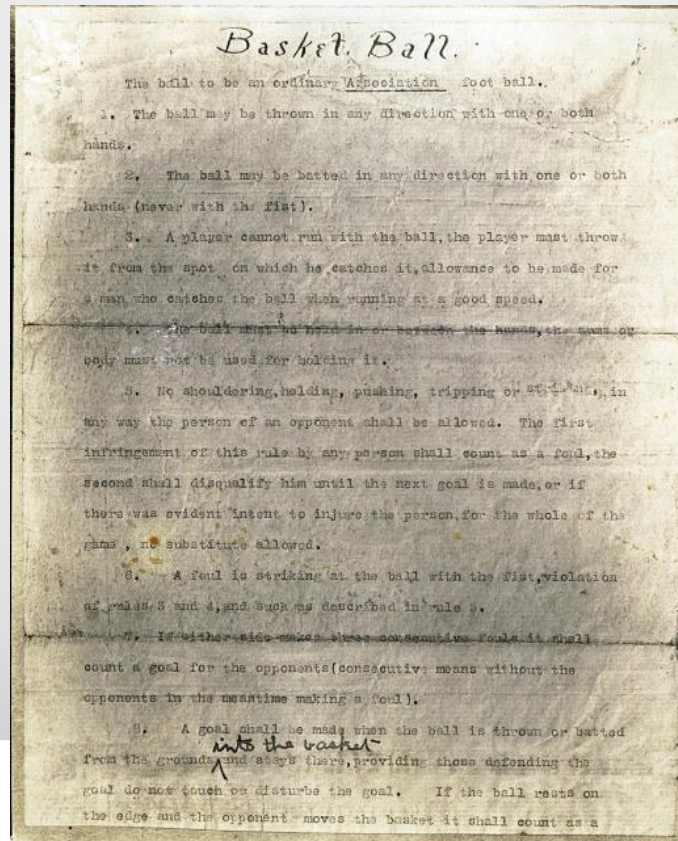 Basket Ball.
The ball to be an ordinary Association foot ball.
1. The ball may be thrown in any direction with one or both
hands.
2. The ball may be batted in any direction with one or both
hands (never with the fist).
3. A player cannot run with the ball, the player must throw
it from the spot on which he catches it, allowance to be made for
a man who catches the ball when running at a good speed.
4. The ball must be held in or between the hands, the arms or
body must not be used for holding it.
5. No shouldering, holding, pushing, tripping or striking, in
any way the person of an opponent shall be allowed. The first
infringement of this rule by any person shall count as a foul, the
second shall disqualify him until the next goal is made, or if
there was evident intent to injure the person, for the whole of the
game, no substitute allowed.
6. A foul is striking at the ball with the fist, violation
of rules 3 and 4, and such as described in rule 5.
7. If either side makes three consecutive fouls it shall
count a goal for the opponents (consecutive means without the
opponents in the meantime making a foul).
8. A goal shall be made when the ball is thrown or batted
into the basket
from the grounds and stays there, providing those defending the
goal do not touch or disturbe the goal. If the ball rests on
the edge and the opponent moves the basket it shall count as a